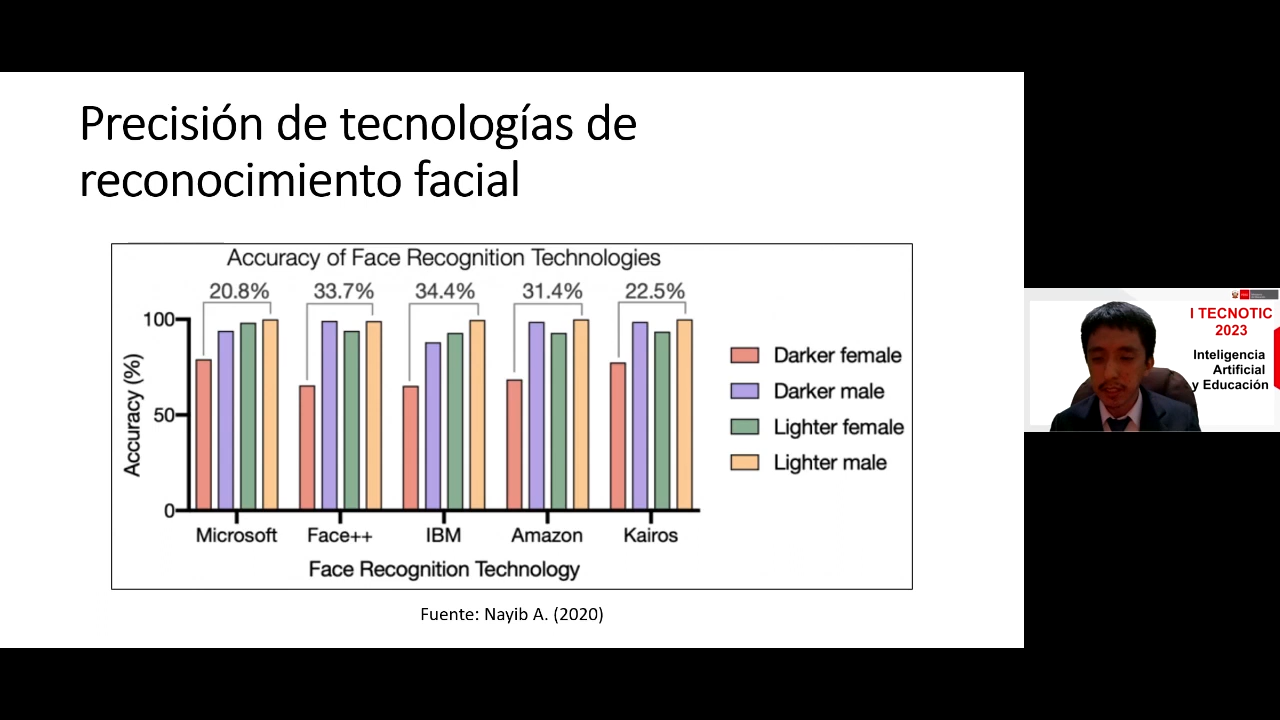 Precisión de tecnologías de
reconocimiento facial
Accuracy of Face Recognition Technologies
20.8% 33.7% 34.4% 31.4% 22.5%
100
50
0
Accuracy (%)
Microsoft Face++ IBM Amazon Kairos
Face Recognition Technology
Darker female
Darker male
Lighter female
Lighter male
Fuente: Nayib A. (2020)
I TECNOTIC
2023
Inteligencia
Artificial
y Educación